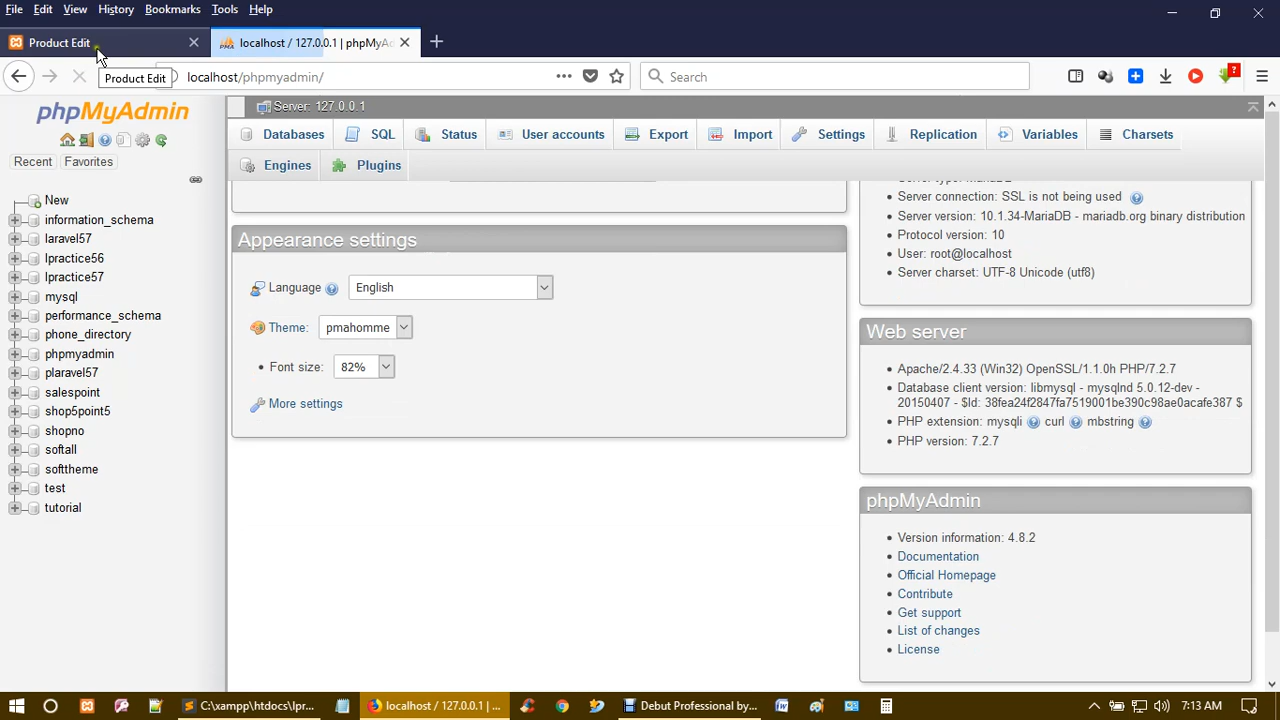 File Edit View History Bookmarks Tools Help
Product Edit
localhost / 127.0.0.1 | phpMyAd
Product Edit
localhost/phpmyadmin/
Search
?
phpMyAdmin
Recent Favorites
New
information_schema
laravel57
lpractice56
lpractice57
mysql
performance_schema
phone_directory
phpmyadmin
plaravel57
salespoint
shop5point5
shopno
softall
softtheme
test
tutorial
Server: 127.0.0.1
Databases SQL Status User accounts Export Import Settings Replication Variables Charsets
Engines Plugins
Appearance settings
Language English
Theme: pmahomme
• Font size: 82%
More settings
Server type: MariaDB
• Server connection: SSL is not being used
• Server version: 10.1.34-MariaDB - mariadb.org binary distribution
• Protocol version: 10
• User: root@localhost
• Server charset: UTF-8 Unicode (utf8)
Web server
• Apache/2.4.33 (Win32) OpenSSL/1.1.0h PHP/7.2.7
• Database client version: libmysql - mysqlnd 5.0.12-dev -
20150407 - $Id: 38fea24f2847fa7519001be390c98ae0acafe387 $
• PHP extension: mysqli curl mbstring
• PHP version: 7.2.7
phpMyAdmin
• Version information: 4.8.2
• Documentation
• Official Homepage
• Contribute
• Get support
• List of changes
• License
C:\xampp\htdocs\lpr...
localhost / 127.0.0.1 | ...
Debut Professional by...
7:13 AM